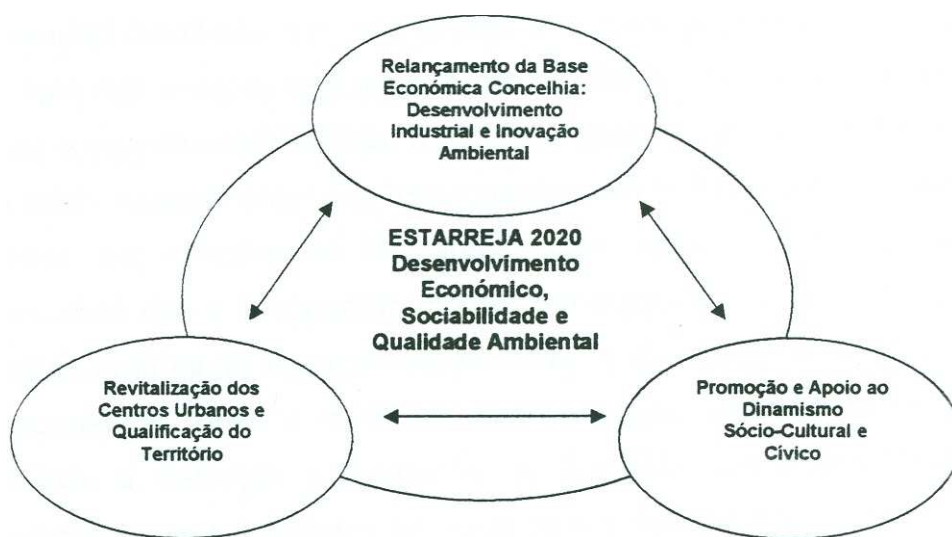 Relançamento da Base
Económica Concelhia:
Desenvolvimento
Industrial e Inovação
Ambiental
ESTARREJA 2020
Desenvolvimento
Económico,
Sociabilidade e
Qualidade Ambiental
Revitalização dos
Centros Urbanos e
Qualificação do
Território
Promoção e Apoio ao
Dinamismo
Sócio-Cultural e
Cívico